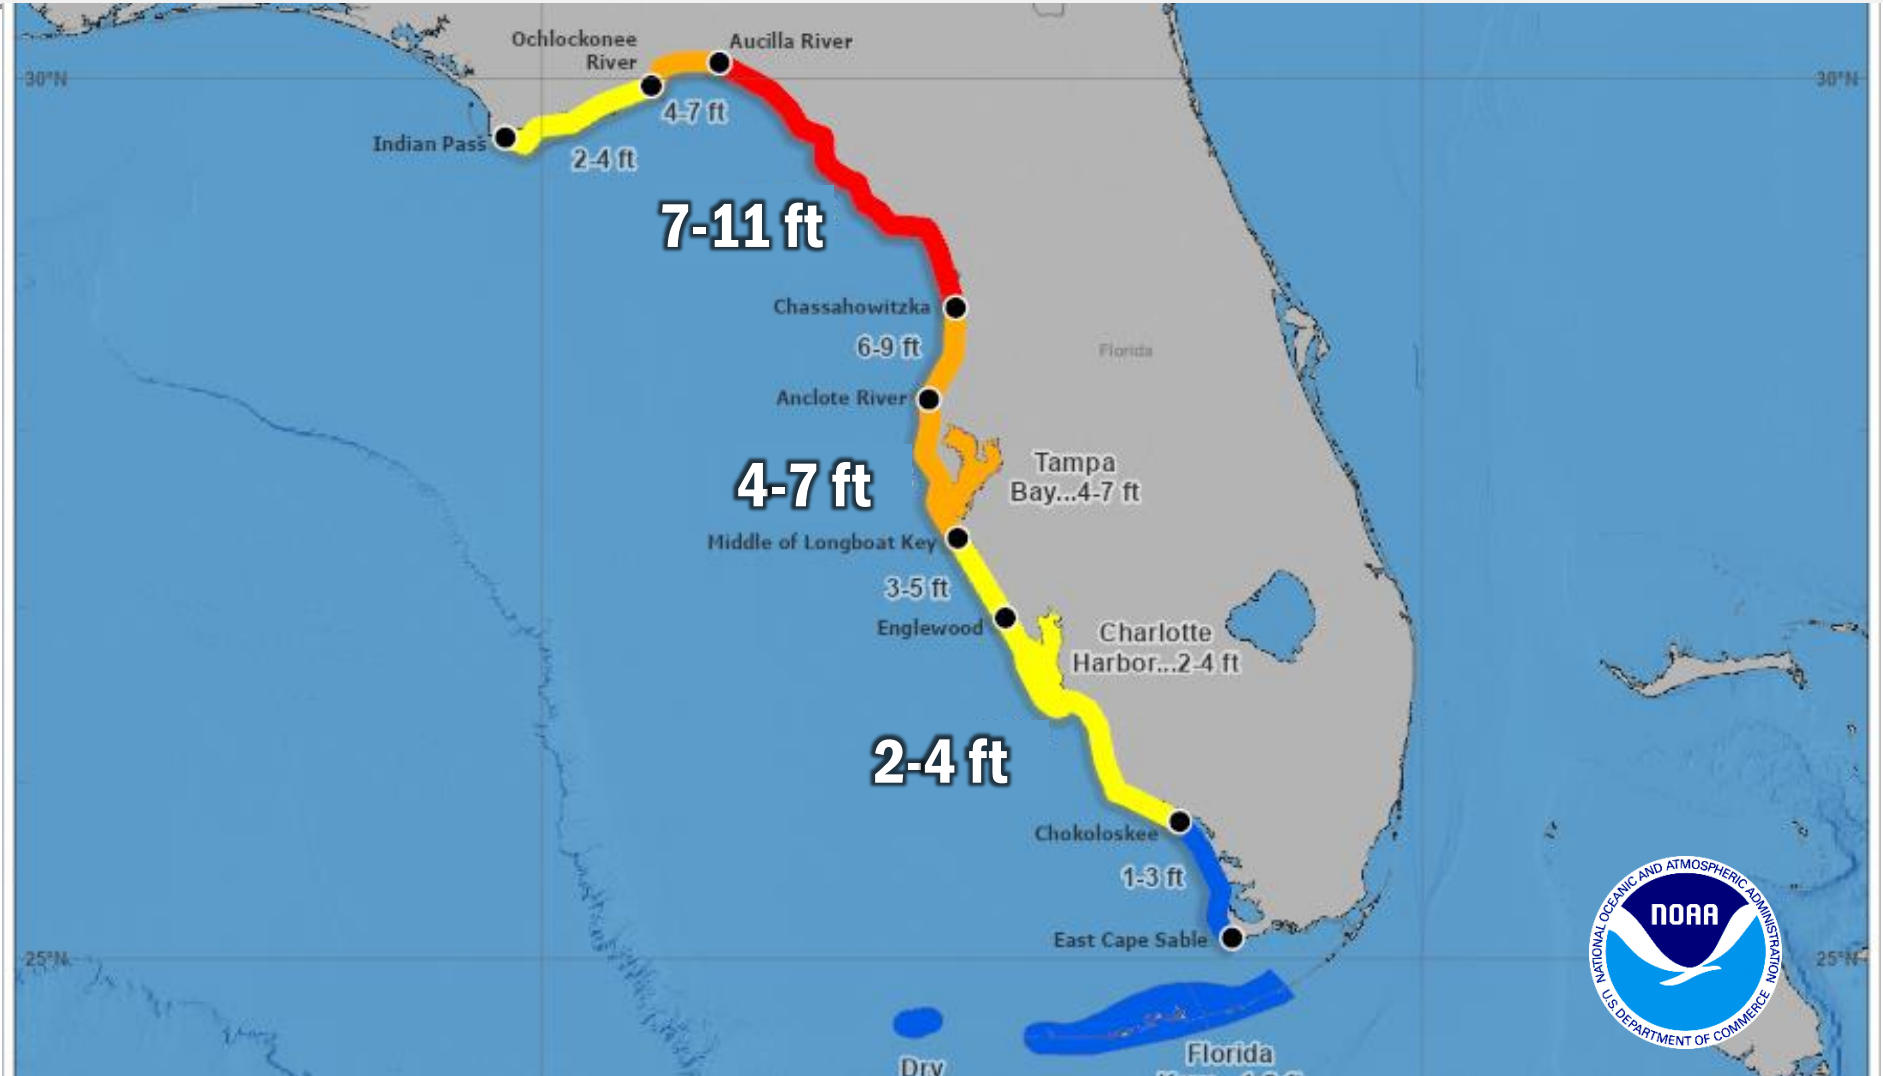 Ochlockonee
River
Aucilla River
30°N
30°N
4-7 ft
Indian Pass
2-4 ft
7-11 ft
Chassahowitzka
6-9 ft
Florida
Anclote River
Tampa
Bay...4-7 ft
4-7 ft
Middle of Longboat Key
3-5 ft
Englewood
Charlotte
Harbor...2-4 ft
2-4 ft
Chokoloskee
1-3 ft
East Cape Sable
25°N
25°N
NATIONAL OCEANIC AND ATMOSPHERIC ADMINISTRATION
NOAA
U.S. DEPARTMENT OF COMMERCE
Florida
Dry